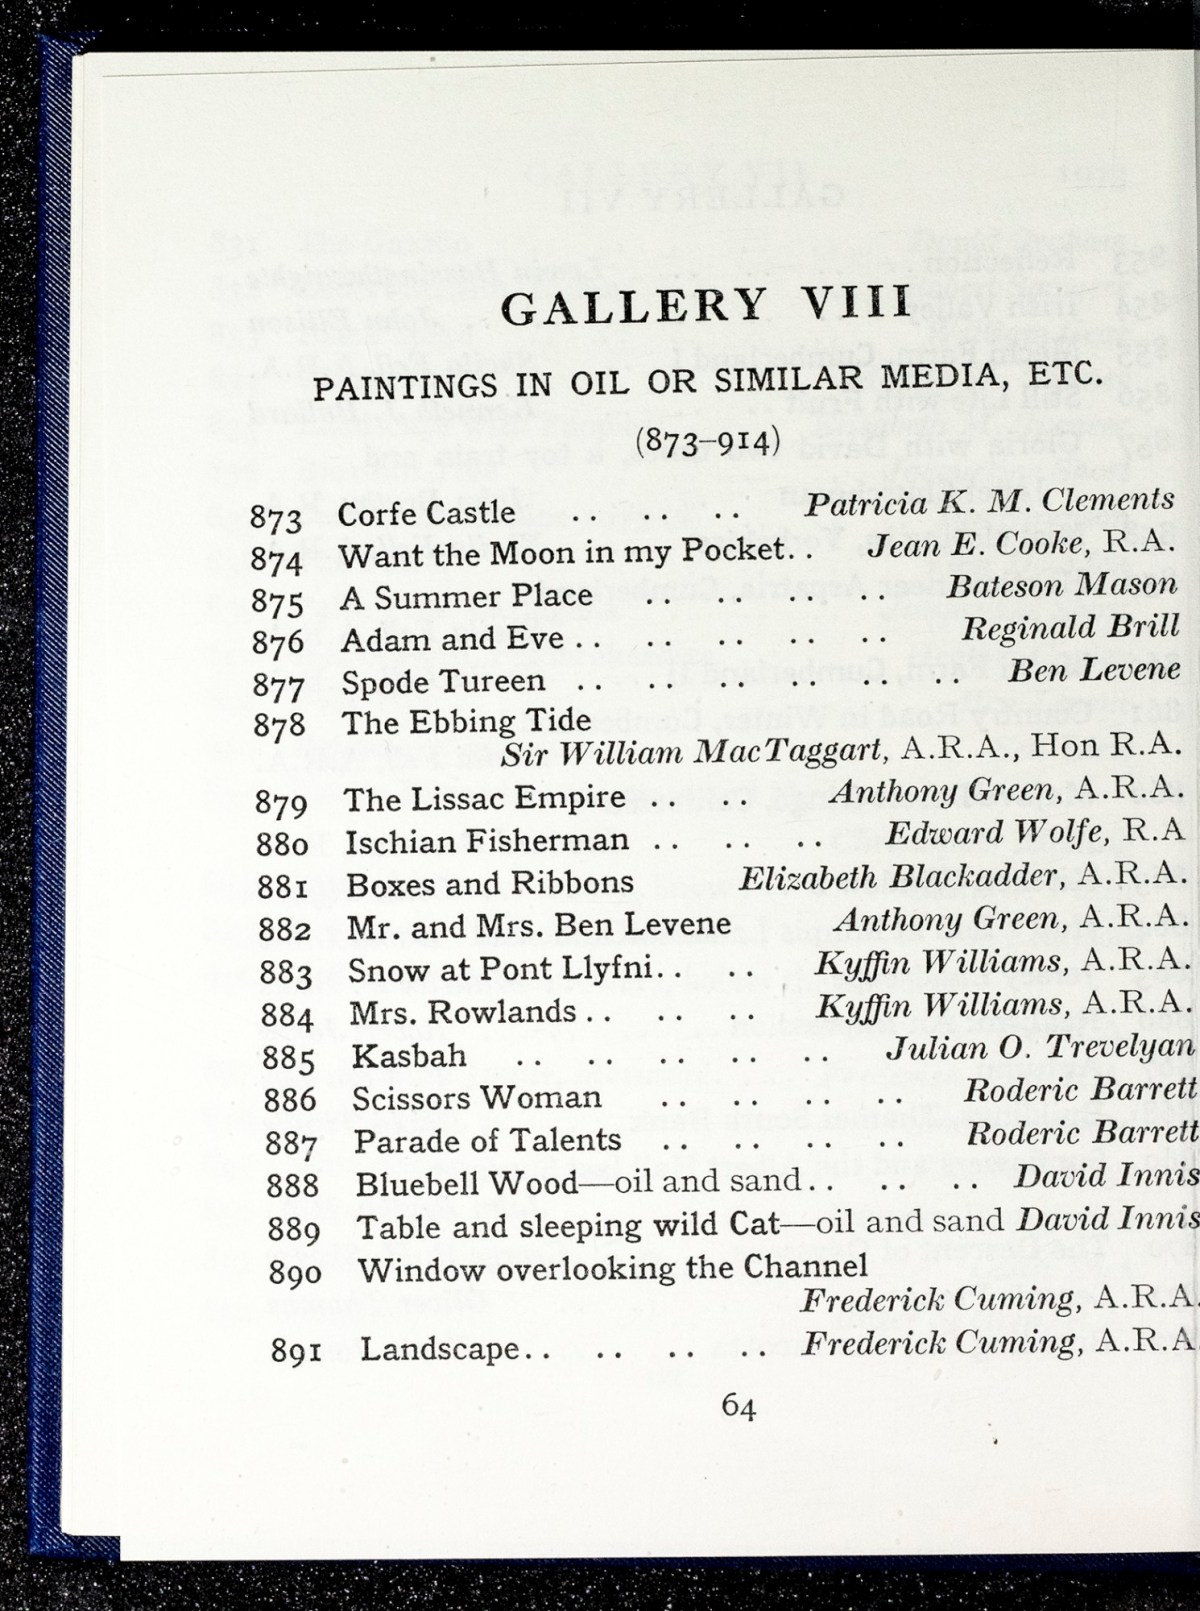 GALLERY VIII
PAINTINGS IN OIL OR SIMILAR MEDIA, ETC.
(873–914)
873 Corfe Castle .. .. .. Patricia K. M. Clements
874 Want the Moon in my Pocket.. Jean E. Cooke, R.A.
875 A Summer Place .. .. .. .. Bateson Mason
876 Adam and Eve .. .. .. .. .. Reginald Brill
877 Spode Tureen .. .. .. .. .. .. Ben Levene
878 The Ebbing Tide
Sir William MacTaggart, A.R.A., Hon R.A.
879 The Lissac Empire .. .. Anthony Green, A.R.A.
880 Ischian Fisherman .. .. .. Edward Wolfe, R.A
881 Boxes and Ribbons Elizabeth Blackadder, A.R.A.
882 Mr. and Mrs. Ben Levene Anthony Green, A.R.A.
883 Snow at Pont Llyfni.. .. Kyffin Williams, A.R.A.
884 Mrs. Rowlands .. .. .. Kyffin Williams, A.R.A.
885 Kasbah .. .. .. .. .. Julian O. Trevelyan
886 Scissors Woman .. .. .. .. Roderic Barrett
887 Parade of Talents .. .. .. .. Roderic Barrett
888 Bluebell Wood—oil and sand.. .. .. David Innis
889 Table and sleeping wild Cat—oil and sand David Innis
890 Window overlooking the Channel
Frederick Cuming, A.R.A.
891 Landscape.. .. .. .. Frederick Cuming, A.R.A
64